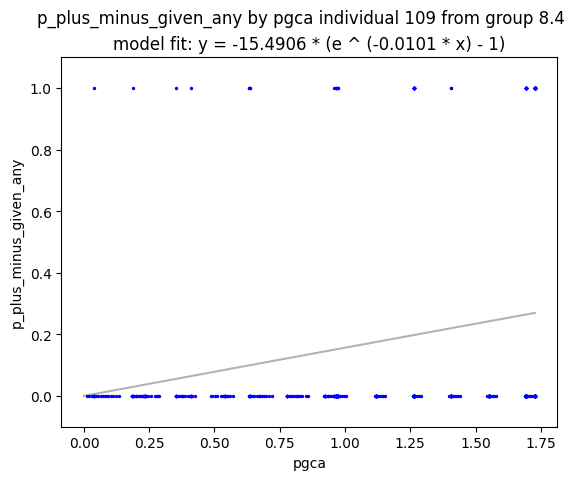 p_plus_minus_given_any by pgca individual 109 from group 8.4
model fit: y = -15.4906 * (e ^ (-0.0101 * x) - 1)
1.0
0.8
0.6
0.4
0.2
0.0
p_plus_minus_given_any
0.00 0.25 0.50 0.75 1.00 1.25 1.50 1.75
pgca